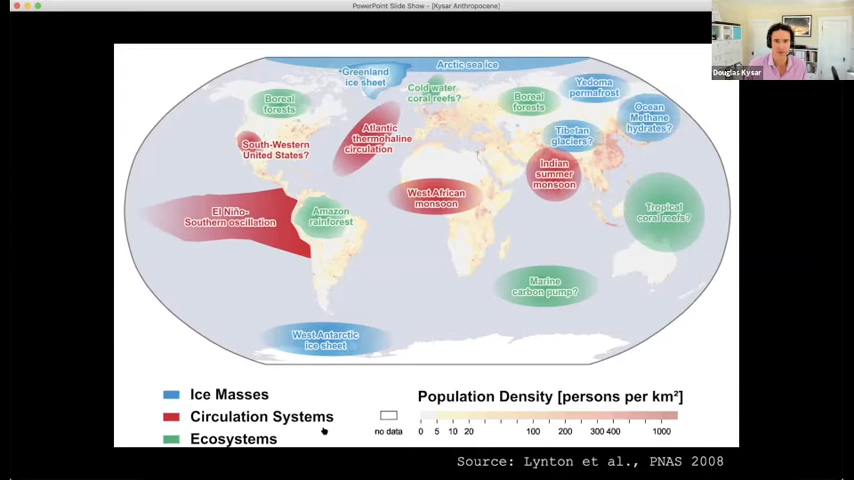 PowerPoint Slide Show - [Kysar Anthropocene]
Douglas Kysar
Arctic sea ice
Greenland
ice sheet
Cold water
coral reefs?
Boreal
forests
Boreal
forests
Yedoma
permafrost
Ocean
Methane
hydrates?
Atlantic
thermohaline
circulation
South-Western
United States?
Tibetan
glaciers?
Indian
summer
monsoon
West African
monsoon
El Niño-
Southern oscillation
Amazon
rainforest
Tropical
coral reefs?
Marine
carbon pump?
West Antarctic
ice sheet
Ice Masses
Circulation Systems
Ecosystems
no data
Population Density [persons per km²]
0 5 10 20 100 200 300 400 1000
Source: Lynton et al., PNAS 2008